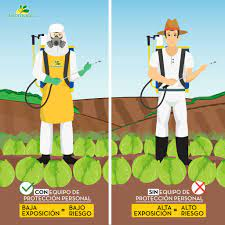 CON EQUIPO DE
PROTECCIÓN PERSONAL
BAJA EXPOSICIÓN = BAJO RIESGO
SIN EQUIPO DE
PROTECCIÓN PERSONAL
ALTA EXPOSICIÓN = ALTO RIESGO